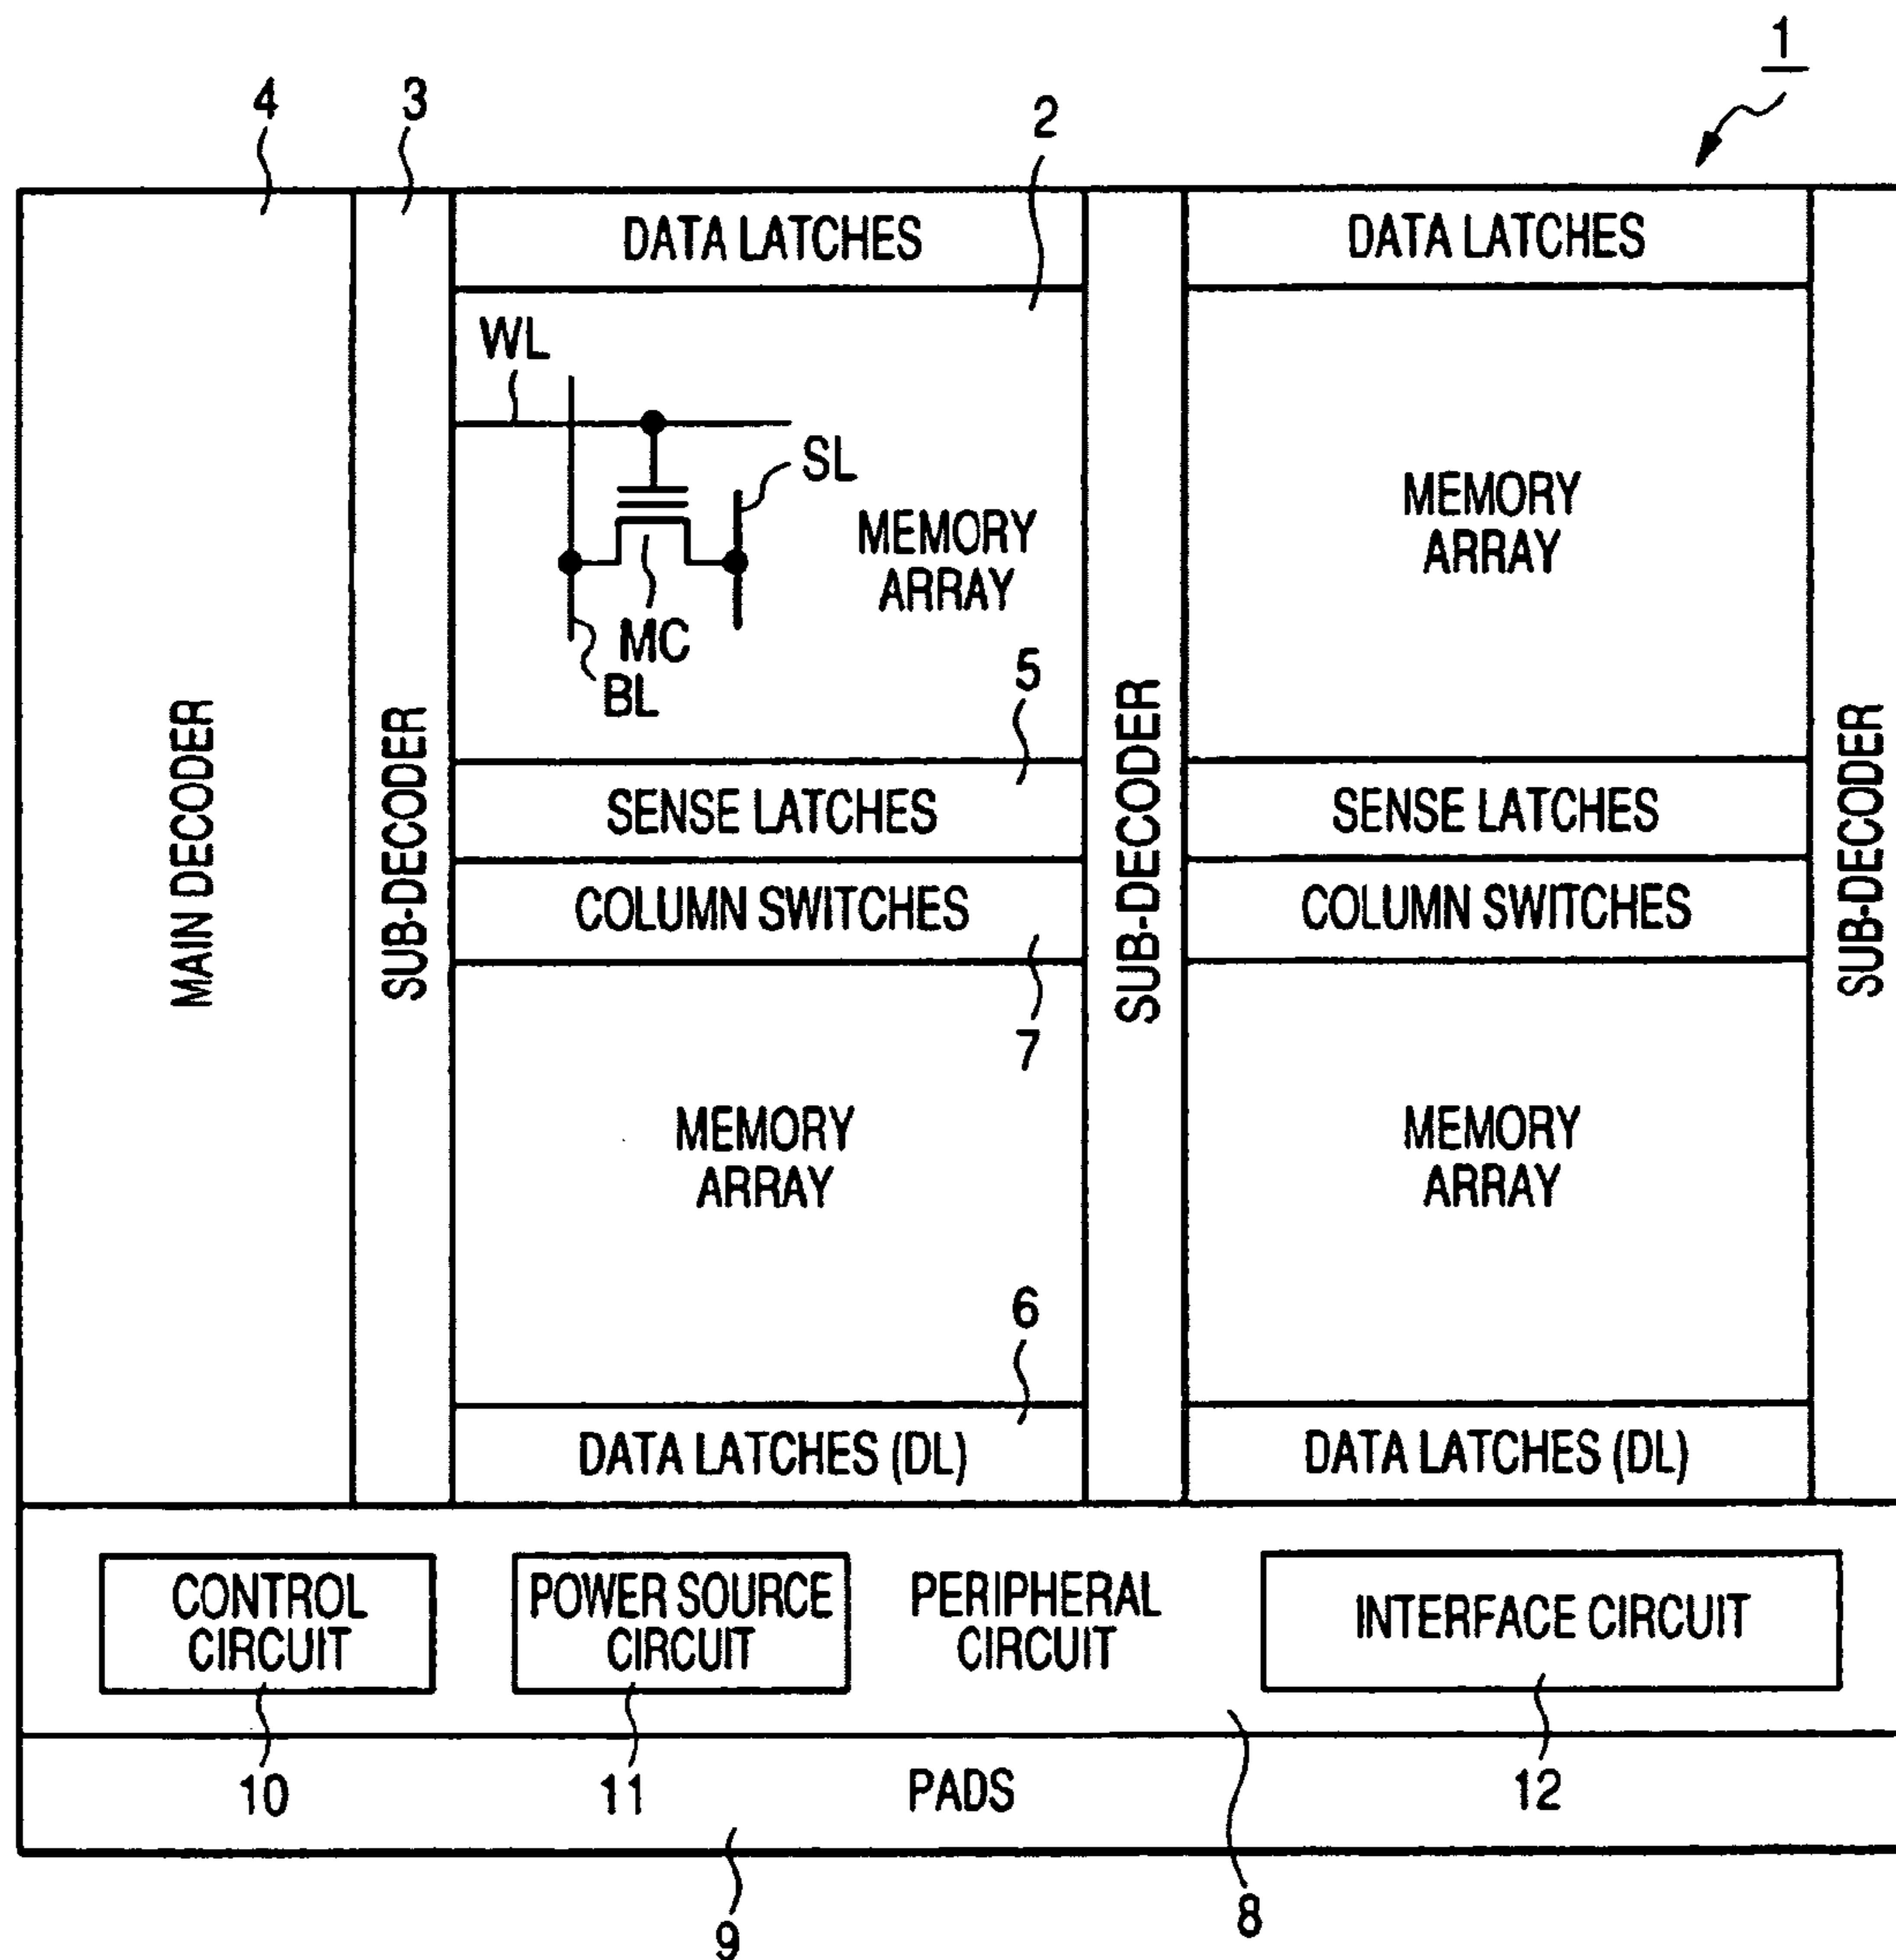 1
4
3
2
DATA LATCHES
DATA LATCHES
WL
SL
MEMORY
ARRAY
MC
BL
MEMORY
ARRAY
5
MAIN DECODER
SUB-DECODER
SENSE LATCHES
COLUMN SWITCHES
SUB-DECODER
SENSE LATCHES
COLUMN SWITCHES
SUB-DECODER
7
MEMORY
ARRAY
MEMORY
ARRAY
6
DATA LATCHES (DL)
DATA LATCHES (DL)
CONTROL
CIRCUIT
POWER SOURCE
CIRCUIT
PERIPHERAL
CIRCUIT
INTERFACE CIRCUIT
10
11
PADS
12
8
9